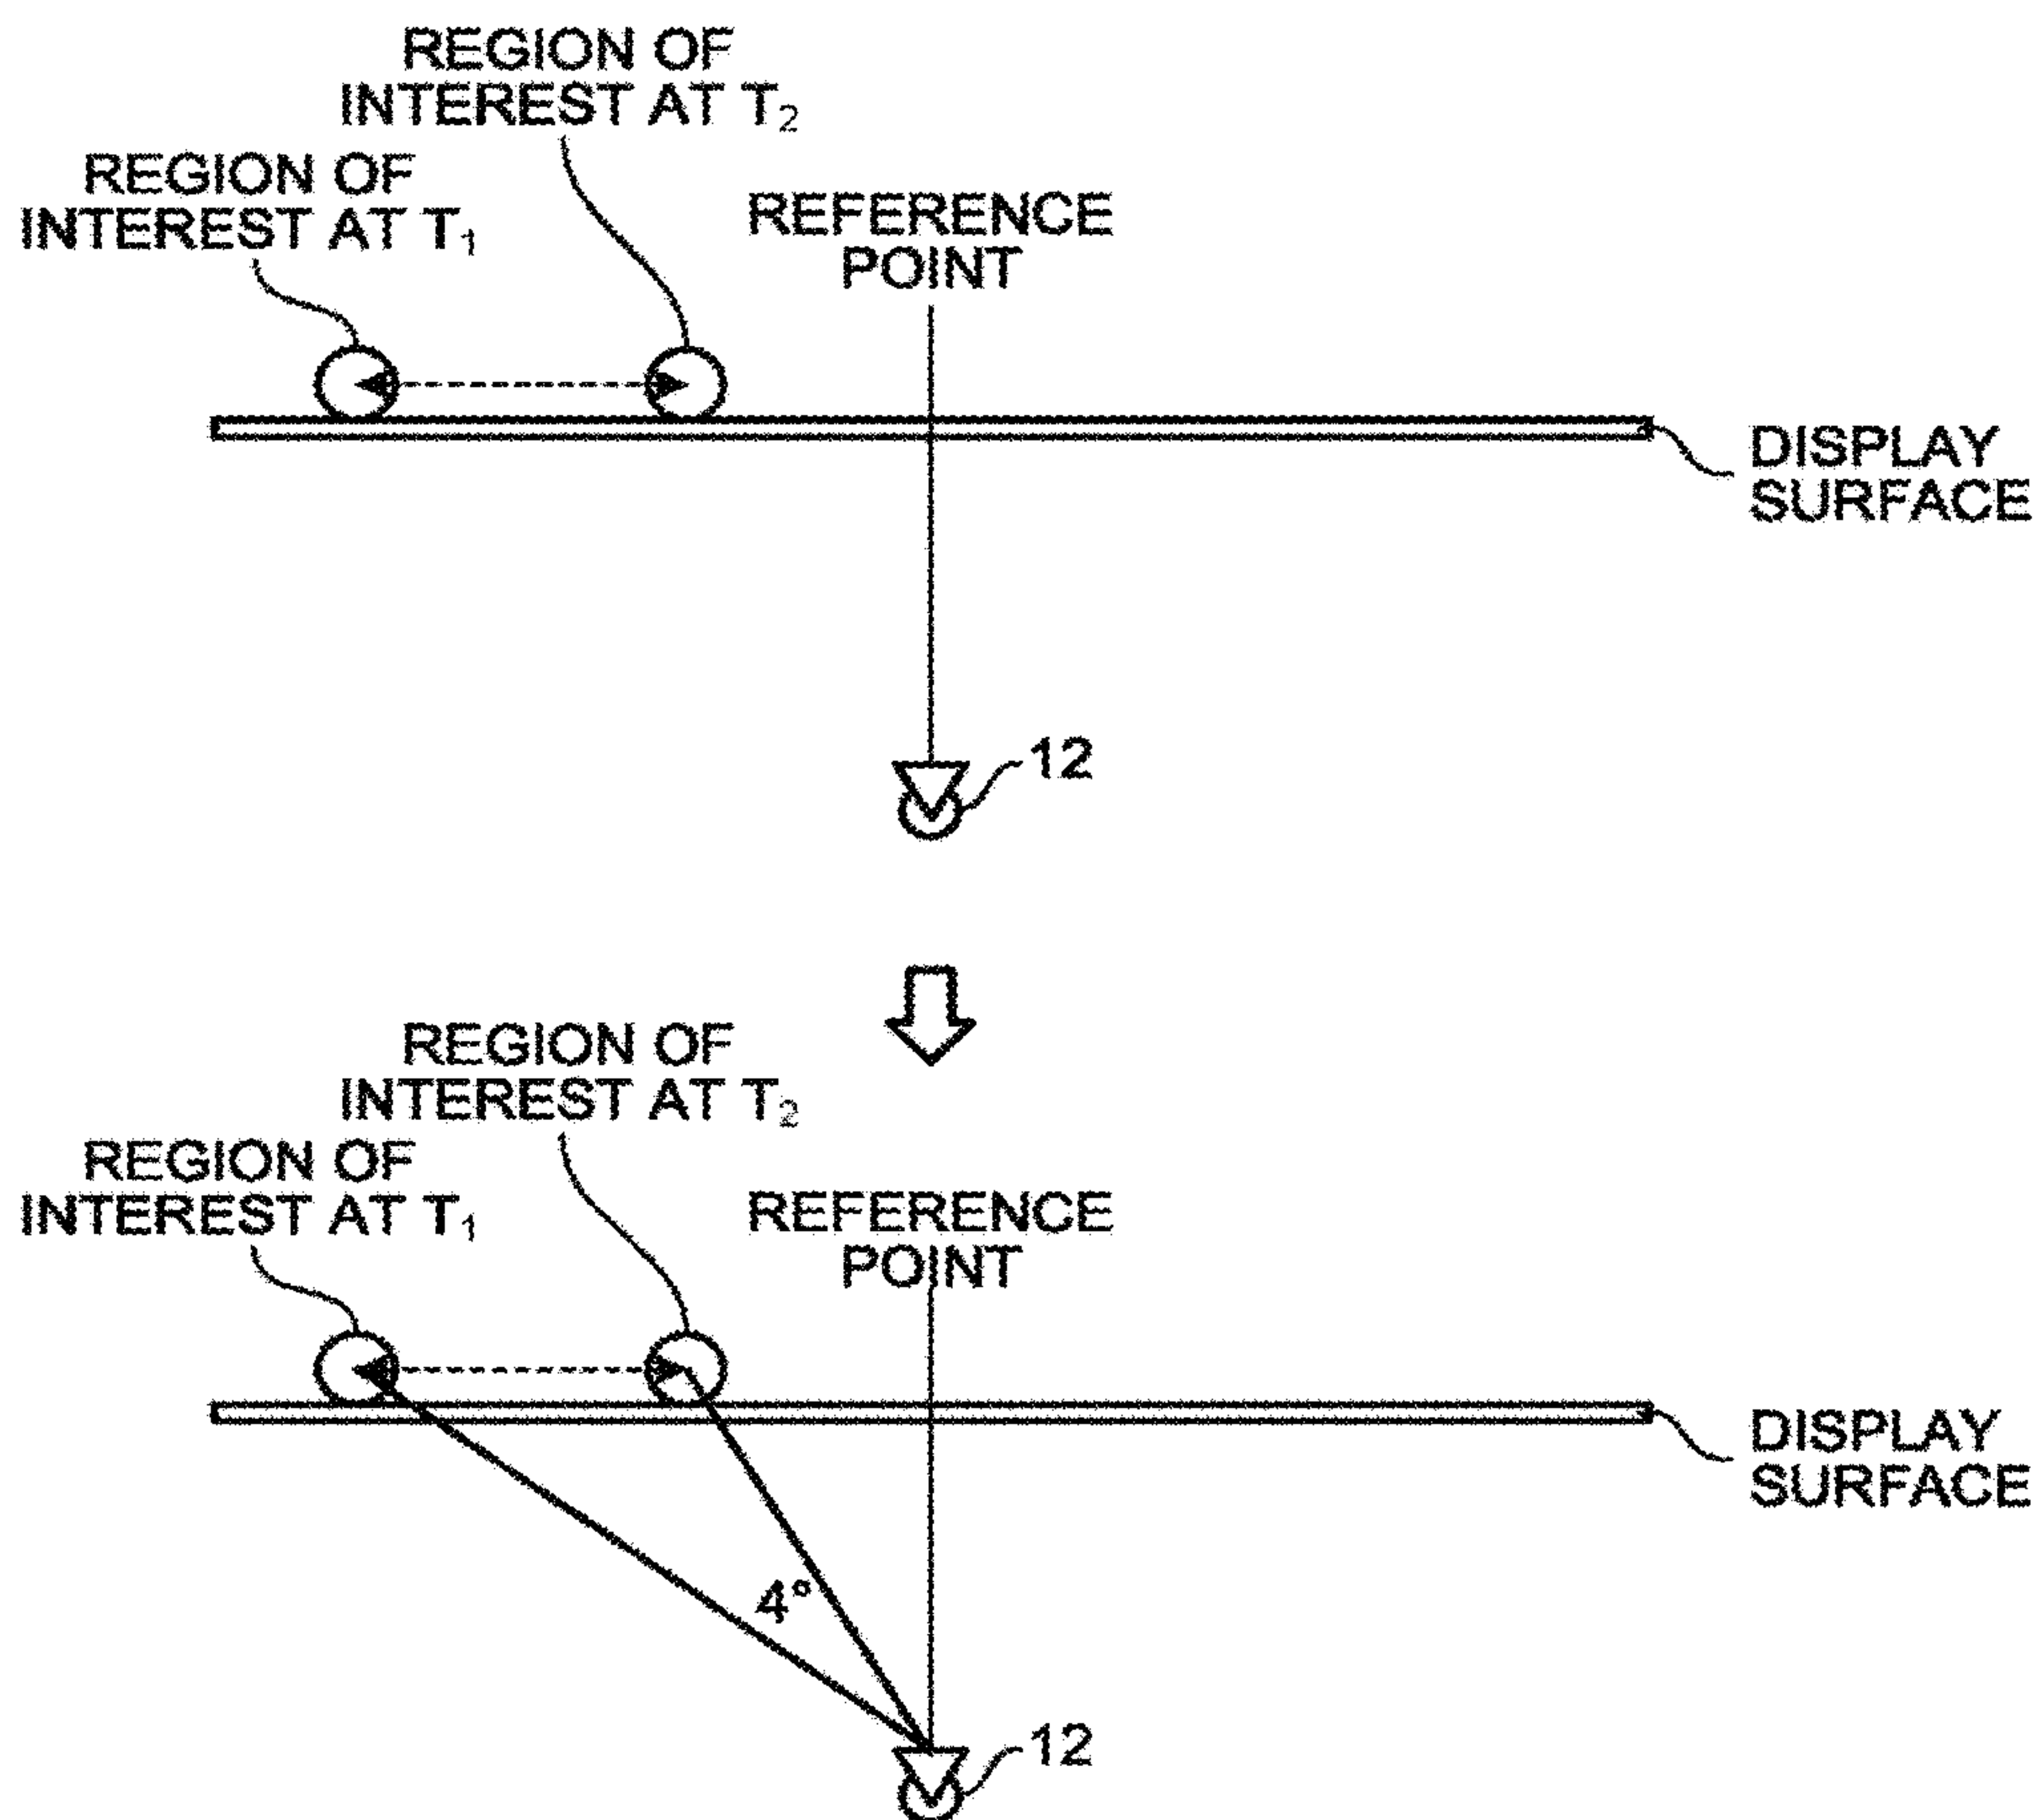 REGION OF
INTEREST AT T₂
REGION OF
INTEREST AT T₁
REFERENCE
POINT
DISPLAY
SURFACE
12
REGION OF
INTEREST AT T₂
REGION OF
INTEREST AT T₁
REFERENCE
POINT
DISPLAY
SURFACE
4°
12